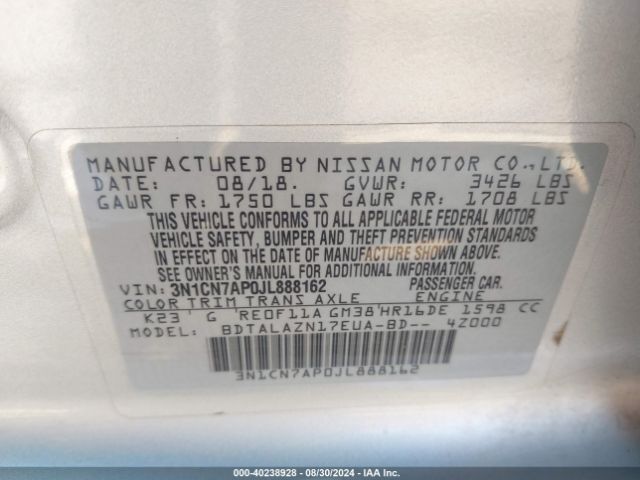 MANUFACTURED BY NISSAN MOTOR CO., LTD.
DATE: 08/18. GVWR: 3426 LBS
GAWR FR: 1750 LBS GAWR RR: 1708 LBS
THIS VEHICLE CONFORMS TO ALL APPLICABLE FEDERAL MOTOR
VEHICLE SAFETY, BUMPER AND THEFT PREVENTION STANDARDS
IN EFFECT ON THE DATE OF MANUFACTURE SHOWN ABOVE.
SEE OWNER'S MANUAL FOR ADDITIONAL INFORMATION
VIN: 3N1CN7AP0JL888162 PASSENGER CAR.
COLOR TRIM TRANS AXLE ENGINE
K23 G RE0F11A GM38 HR16DE 1598 CC
MODEL: BDTALAZN17EUA-BD-- 4Z000
3N1CN7AP0JL888162
000-40238928 - 08/30/2024 - IAA Inc.